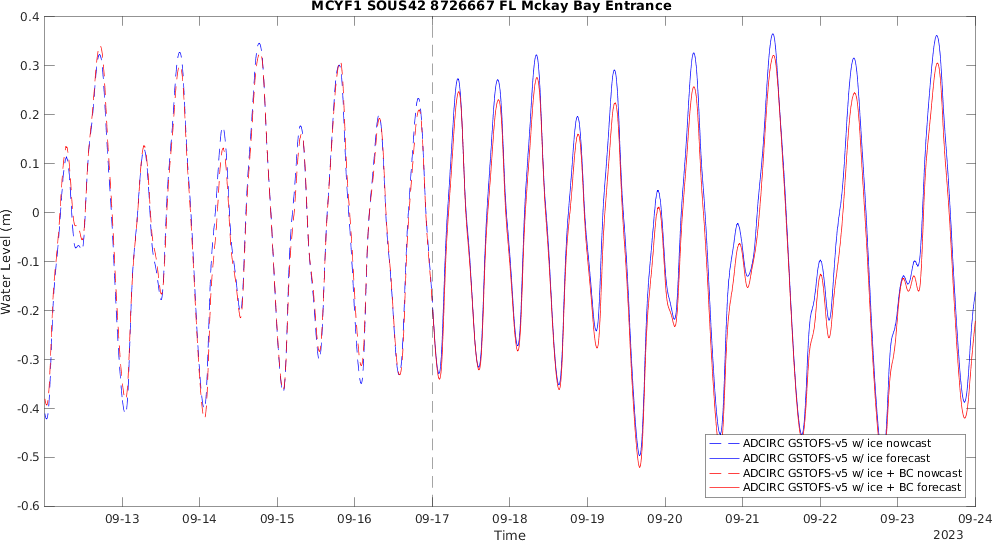 MCYF1 SOUS42 8726667 FL Mckay Bay Entrance
0.4
0.3
0.2
0.1
0
-0.1
-0.2
-0.3
-0.4
-0.5
-0.6
Water Level (m)
ADCIRC GSTOFS-v5 w/ ice nowcast
ADCIRC GSTOFS-v5 w/ ice forecast
ADCIRC GSTOFS-v5 w/ ice + BC nowcast
ADCIRC GSTOFS-v5 w/ ice + BC forecast
09-13 09-14 09-15 09-16 09-17 09-18 09-19 09-20 09-21 09-22 09-23 09-24
Time
2023